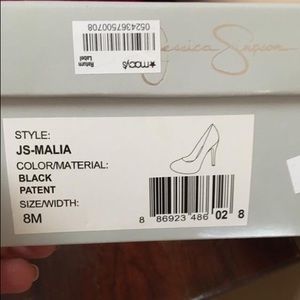 0524367500708
★macy's
Return
Label
Jessica Simpson
STYLE:
JS-MALIA
COLOR/MATERIAL:
BLACK
PATENT
SIZE/WIDTH:
8M
8 86923 486 02 8